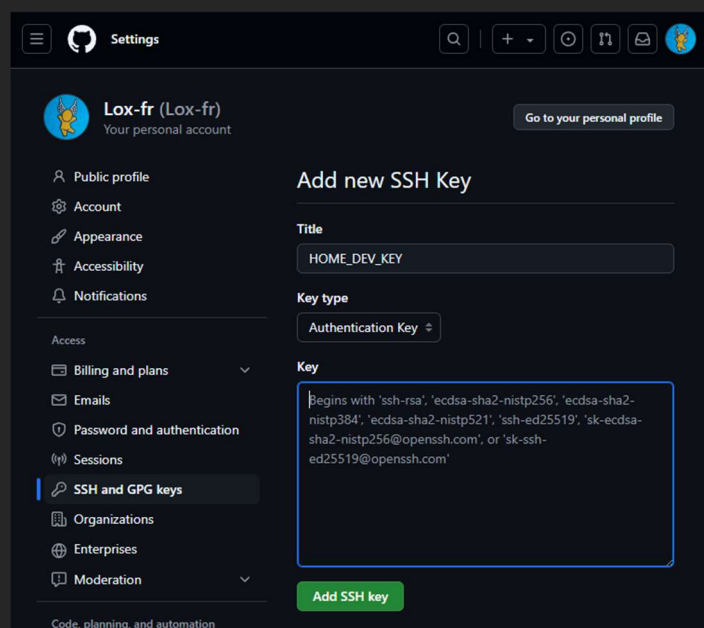 Settings
Lox-fr (Lox-fr)
Your personal account
Go to your personal profile
Public profile
Account
Appearance
Accessibility
Notifications
Access
Billing and plans
Emails
Password and authentication
Sessions
SSH and GPG keys
Organizations
Enterprises
Moderation
Code, planning, and automation
Add new SSH Key
Title
HOME_DEV_KEY
Key type
Authentication Key
Key
Begins with 'ssh-rsa', 'ecdsa-sha2-nistp256', 'ecdsa-sha2-
nistp384', 'ecdsa-sha2-nistp521', 'ssh-ed25519', 'sk-ecdsa-
sha2-nistp256@openssh.com', or 'sk-ssh-
ed25519@openssh.com'
Add SSH key